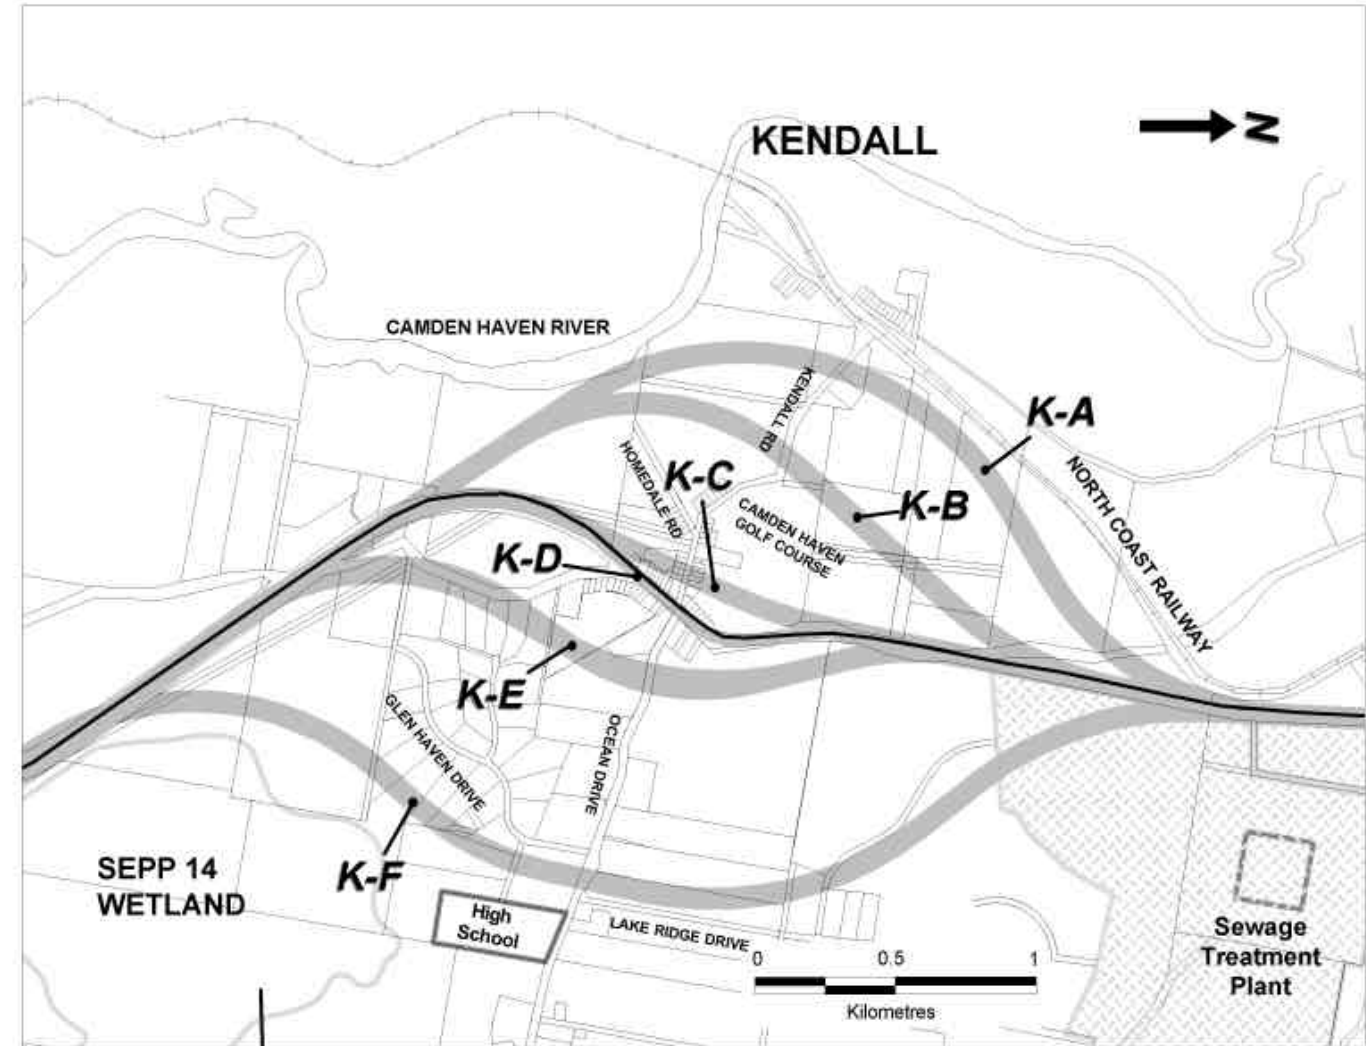 N
KENDALL
CAMDEN HAVEN RIVER
KENDALL RD
K-A
HOMEDALE RD
K-C
K-B
CAMDEN HAVEN
GOLF COURSE
NORTH COAST RAILWAY
K-D
K-E
GLEN HAVEN DRIVE
OCEAN DRIVE
K-F
SEPP 14
WETLAND
High
School
LAKE RIDGE DRIVE
0 0.5 1
Kilometres
Sewage
Treatment
Plant